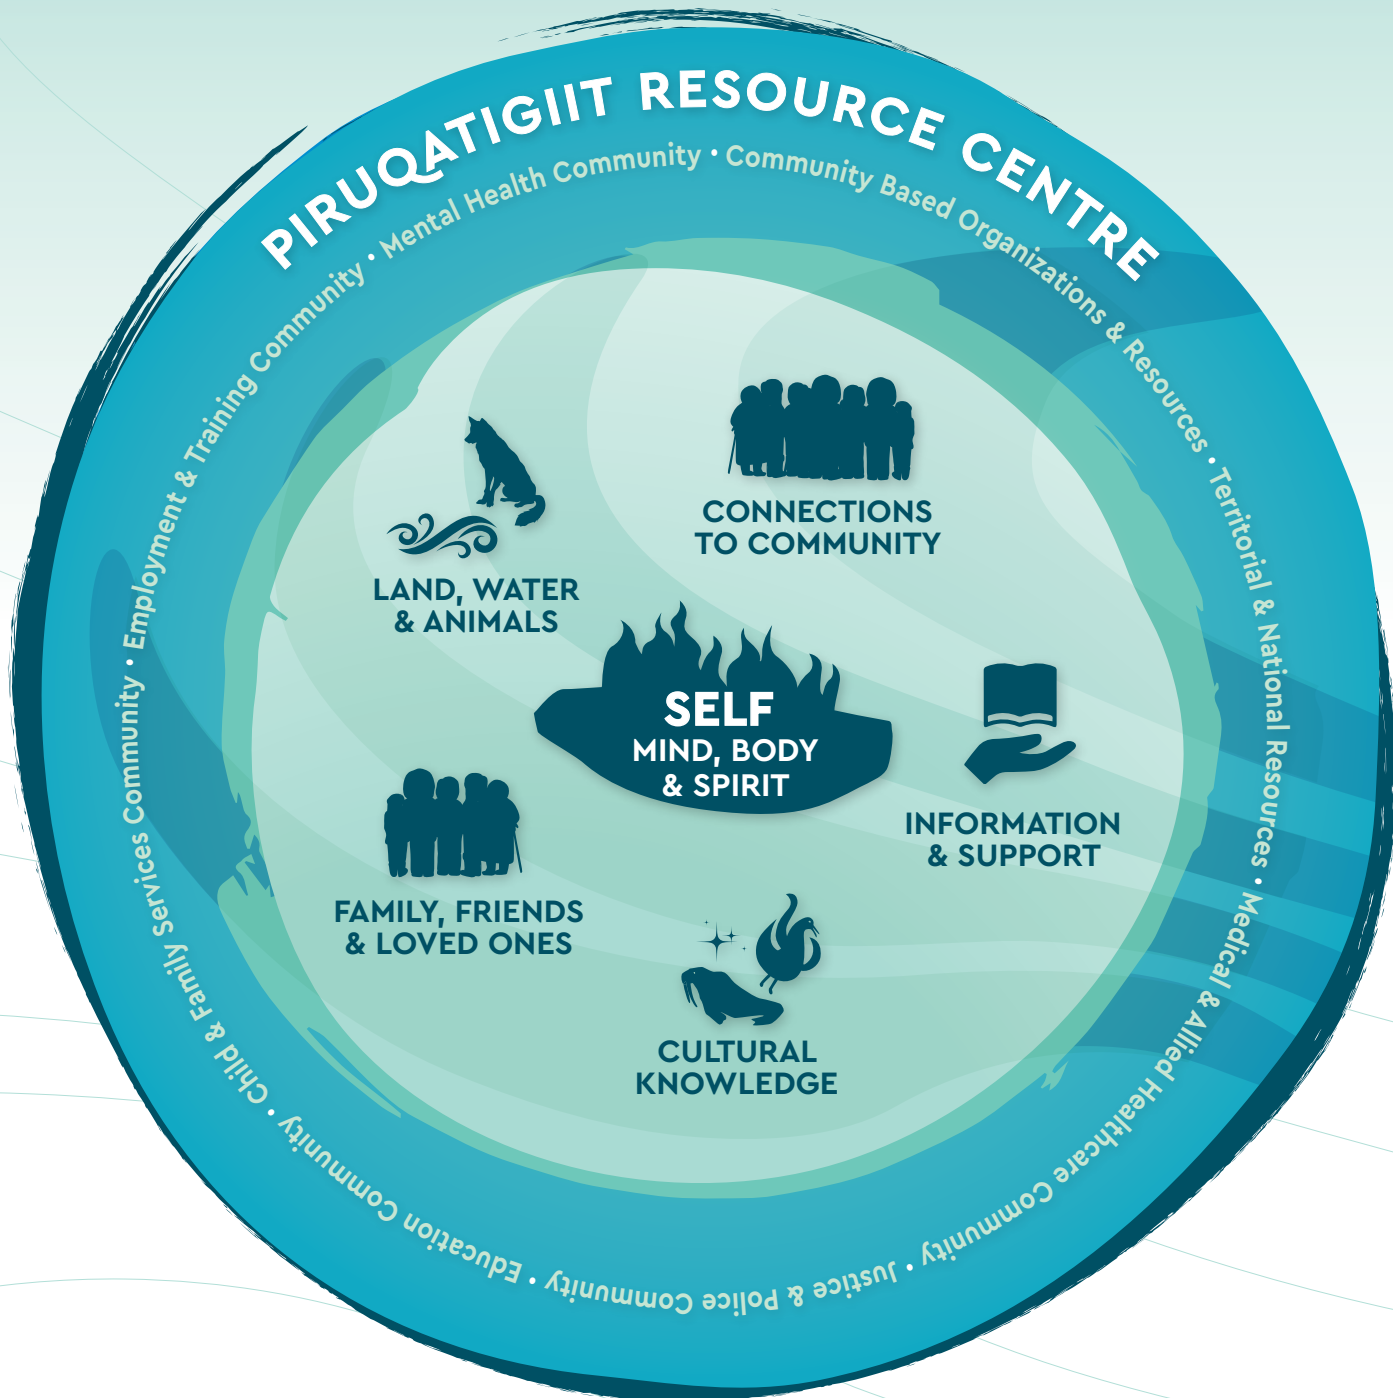 PIRUQATIGIIT RESOURCE CENTRE
Mental Health Community • Community Based Organizations & Resources • Territorial & National Resources • Medical & Allied Healthcare Community • Justice & Police Community • Education Community • Child & Family Services Community • Employment & Training Community •
CONNECTIONS
TO COMMUNITY
LAND, WATER
& ANIMALS
SELF
MIND, BODY
& SPIRIT
INFORMATION
& SUPPORT
FAMILY, FRIENDS
& LOVED ONES
CULTURAL
KNOWLEDGE